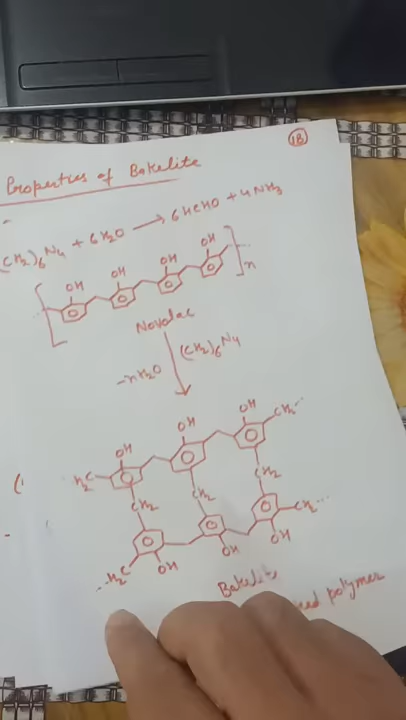 18
Properties of Bakelite
(CH2)6N4 + 6H2O → 6HCHO + 4NH3
OH OH OH OH
n
Novolac
-nH2O (CH2)6N4
OH OH OH CH2...
H2C
CH2 CH2 CH2
CH2...
...H2C OH OH OH
Bakelite
polymer